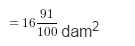 = 16 91/100 dam²